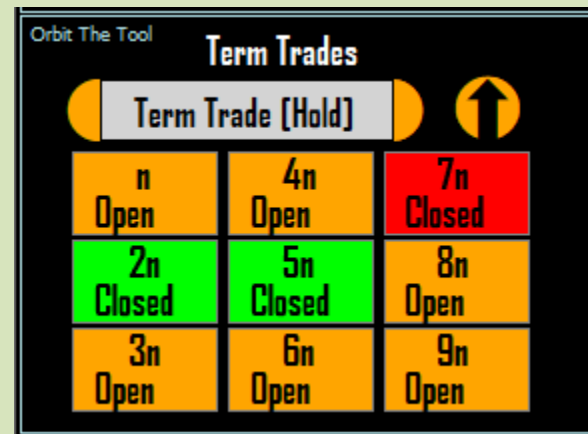 Orbit The Tool
Term Trades
Term Trade (Hold)
n
Open
4n
Open
7n
Closed
2n
Closed
5n
Closed
8n
Open
3n
Open
6n
Open
9n
Open